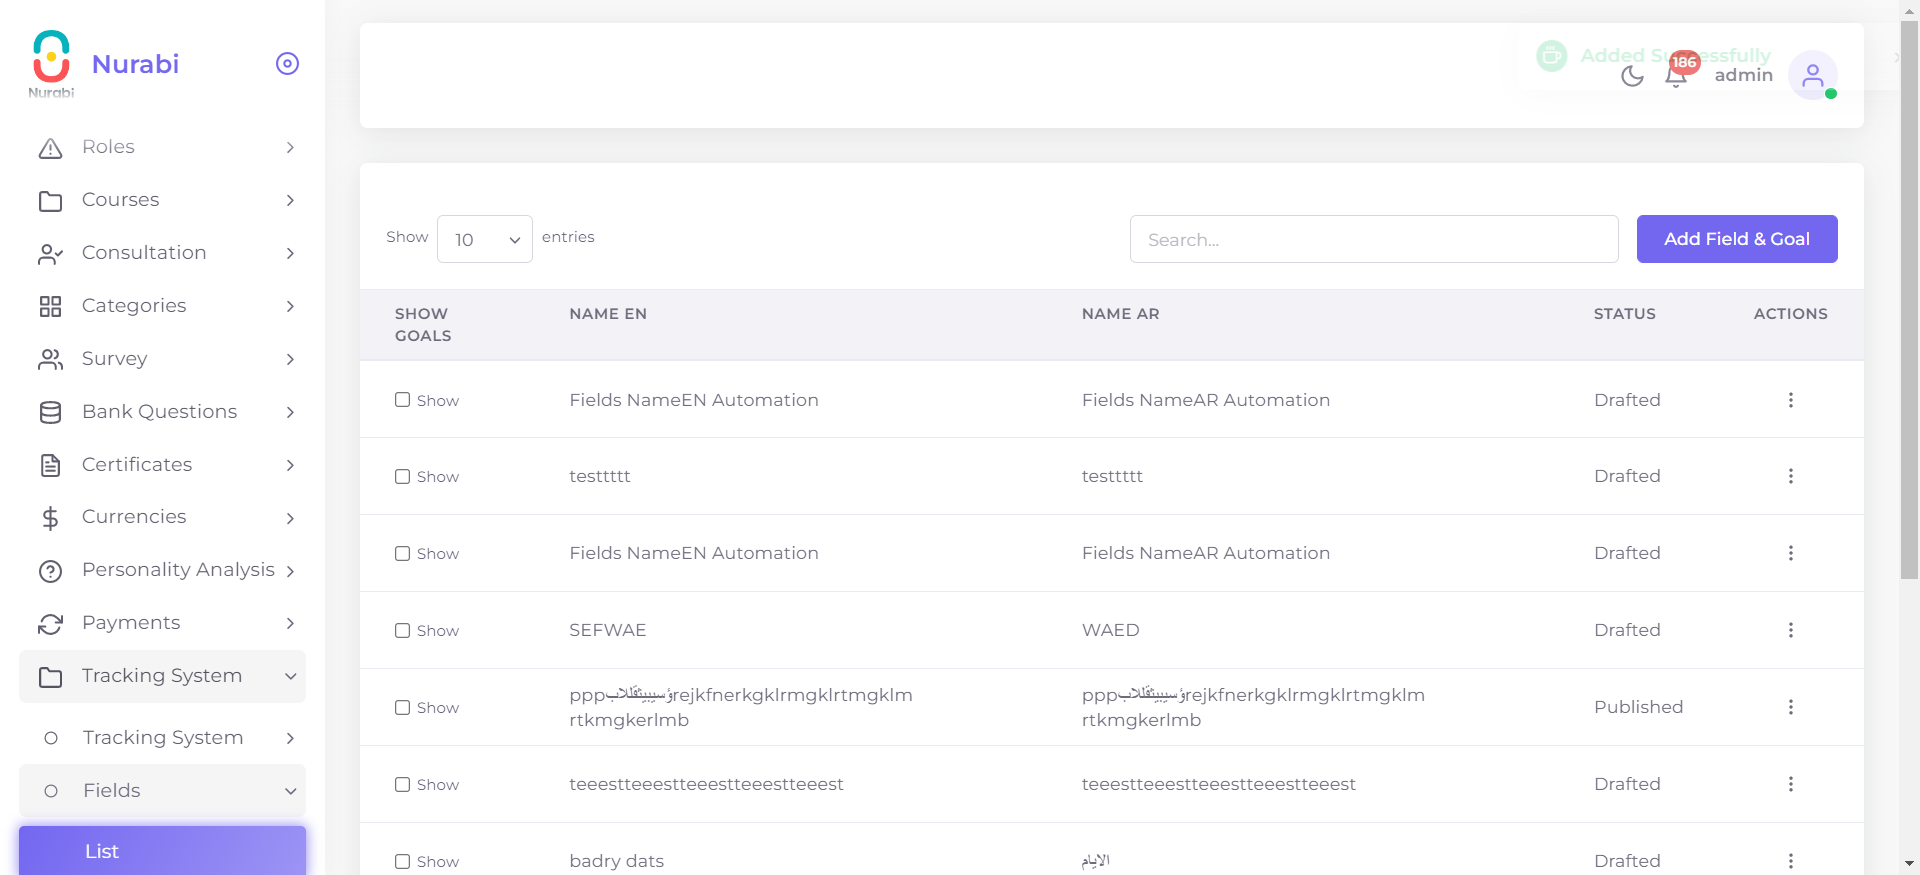 Nurabi
Nurabi
Roles
Courses
Consultation
Categories
Survey
Bank Questions
Certificates
Currencies
Personality Analysis
Payments
Tracking System
Tracking System
Fields
List
Added Successfully
186
admin
Show 10 entries
Search...
Add Field & Goal
SHOW GOALS NAME EN NAME AR STATUS ACTIONS
Show Fields NameEN Automation Fields NameAR Automation Drafted
Show testtttt testtttt Drafted
Show Fields NameEN Automation Fields NameAR Automation Drafted
Show SEFWAE WAED Drafted
Show pppؤسيبيثقللابrejkfnerkgklrmgklrtmgklm pppؤسيبيثقللابrejkfnerkgklrmgklrtmgklm Published
rtkmgkerlmb rtkmgkerlmb
Show teeestteeestteeestteeestteeest teeestteeestteeestteeestteeest Drafted
Show badry dats الايام Drafted